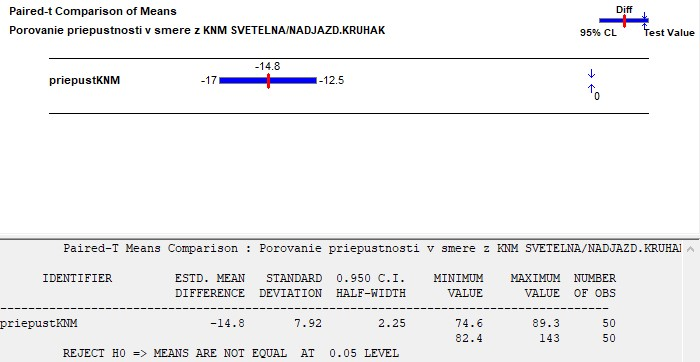 Paired-t Comparison of Means
Porovanie priepustnosti v smere z KNM SVETELNA/NADJAZD.KRUHAK
Diff
95% CL Test Value
-14.8
priepustKNM -17 -12.5
0
Paired-T Means Comparison : Porovanie priepustnosti v smere z KNM SVETELNA/NADJAZD.KRUHAI
IDENTIFIER ESTD. MEAN STANDARD 0.950 C.I. MINIMUM MAXIMUM NUMBER
DIFFERENCE DEVIATION HALF-WIDTH VALUE VALUE OF OBS
priepustKNM -14.8 7.92 2.25 74.6 89.3 50
82.4 143 50
REJECT H0 => MEANS ARE NOT EQUAL AT 0.05 LEVEL